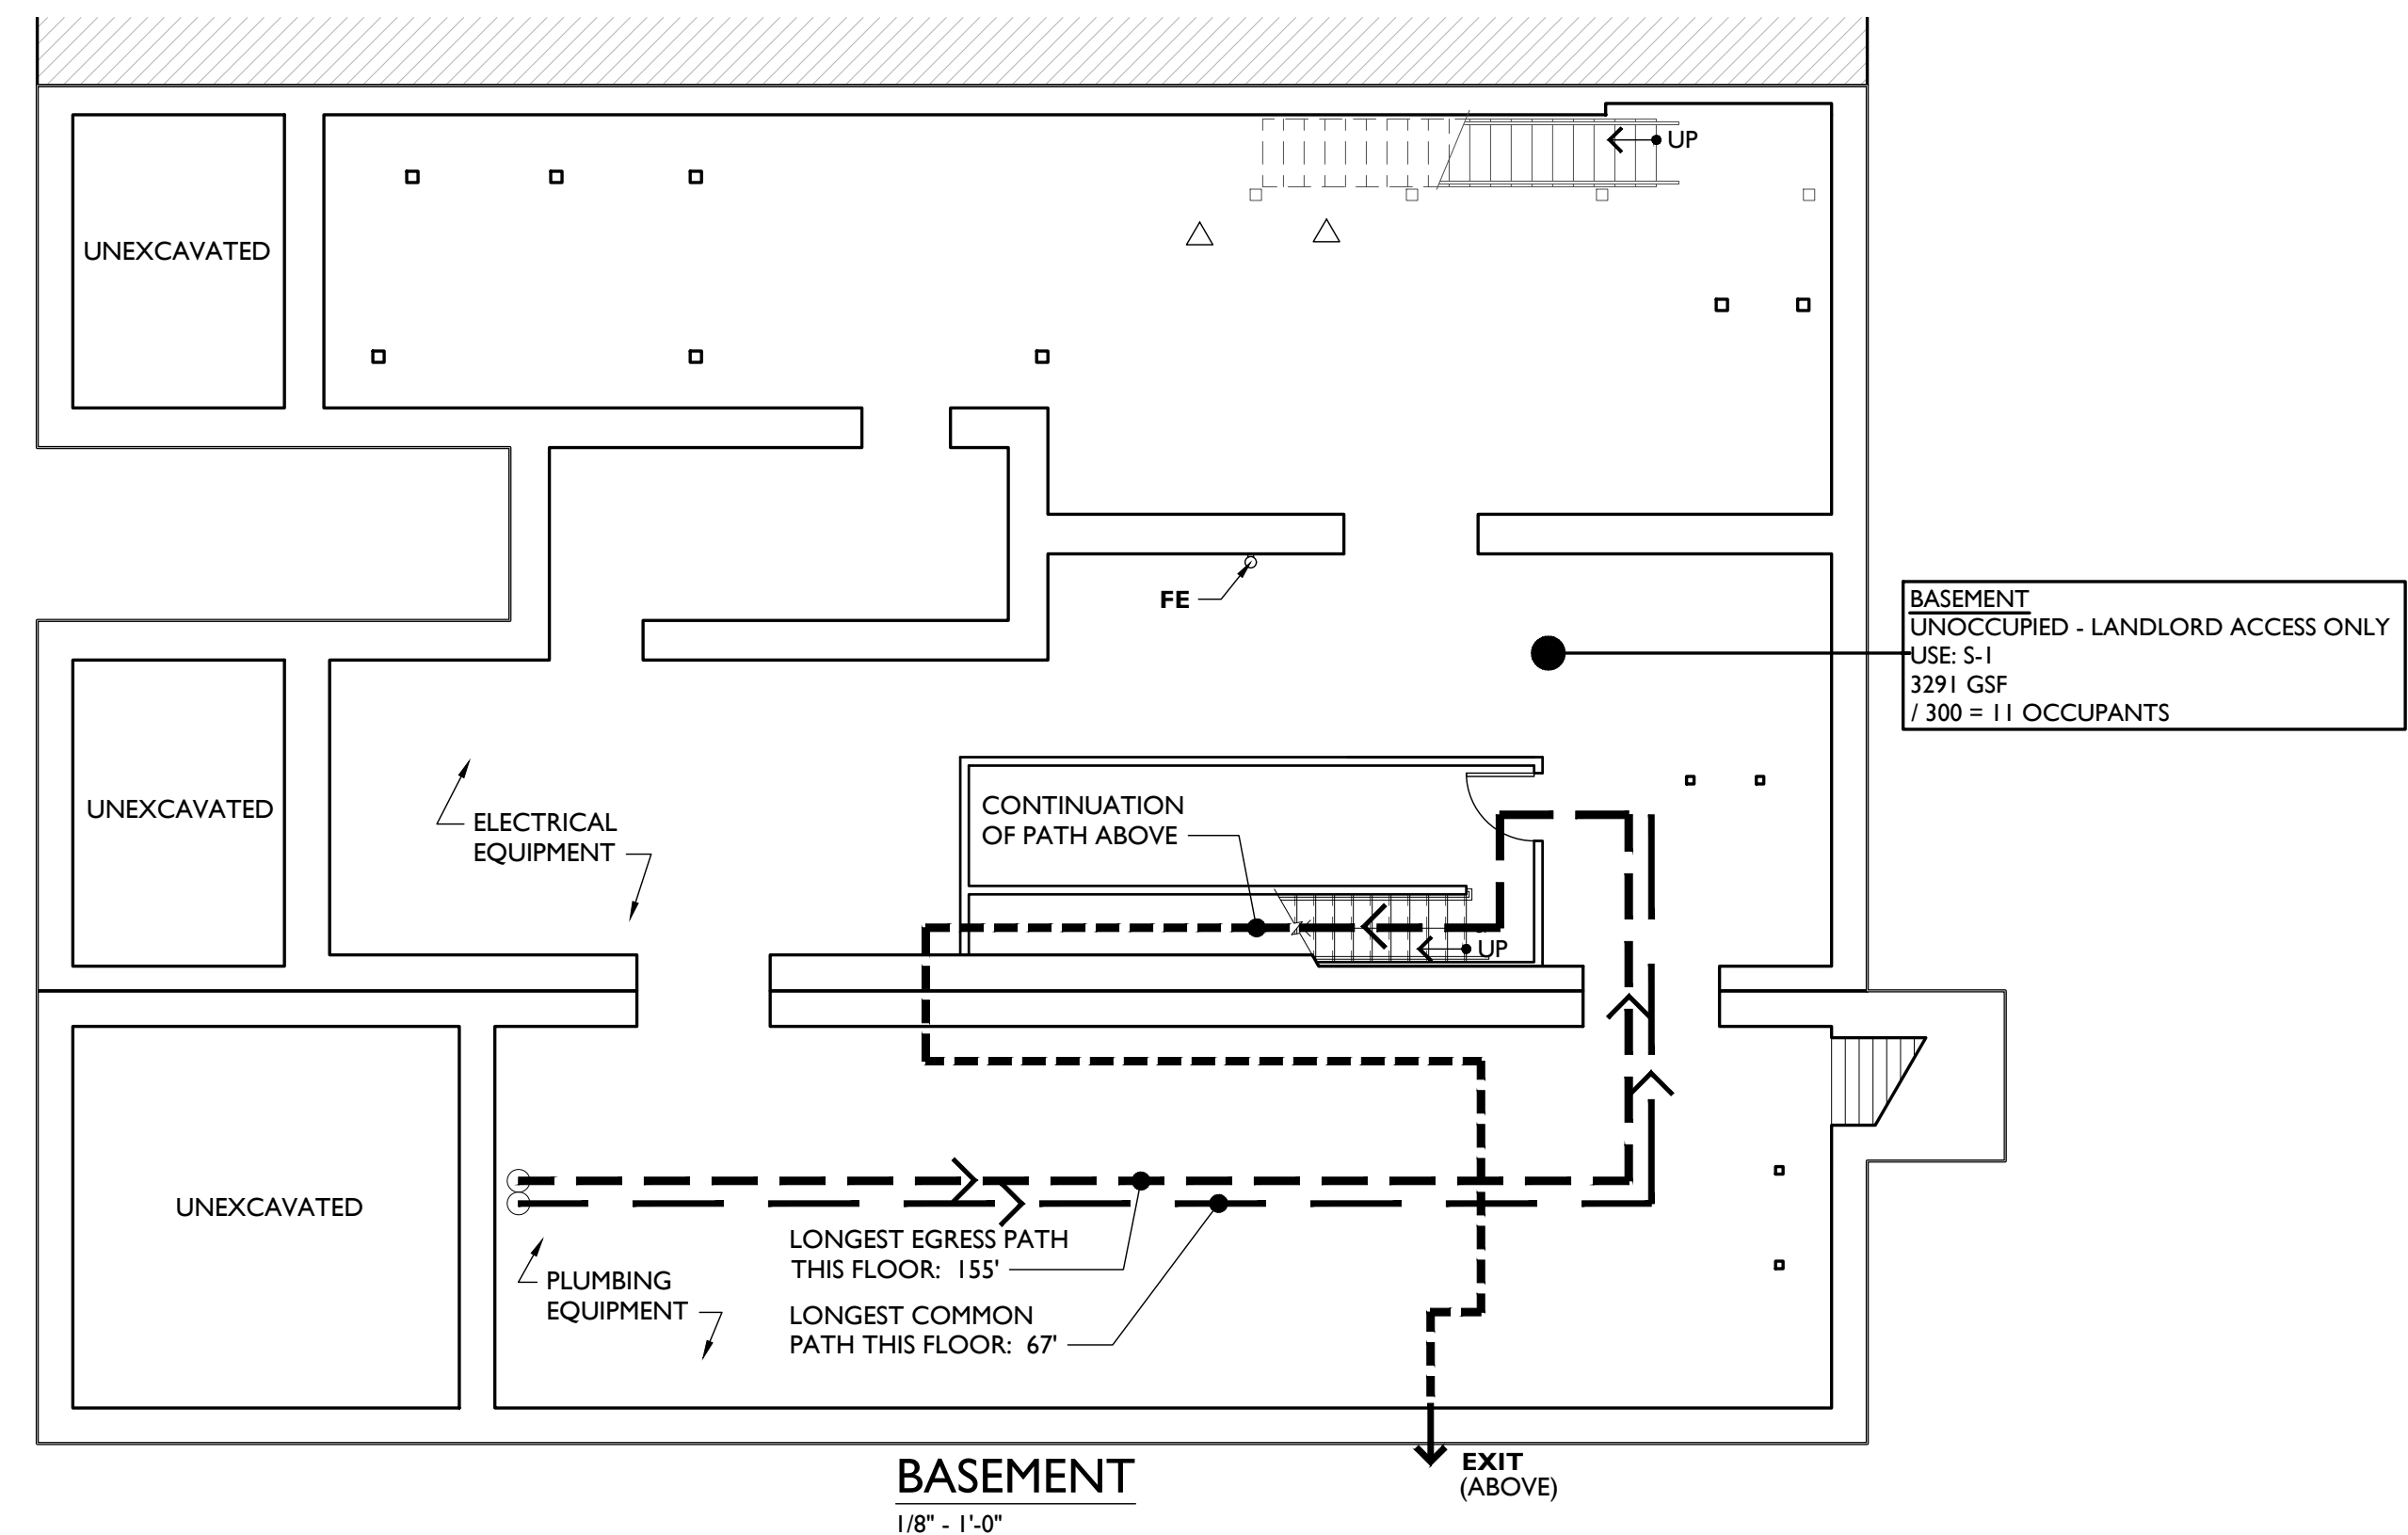 UP
UNEXCAVATED
FE
BASEMENT
UNOCCUPIED - LANDLORD ACCESS ONLY
USE: S-1
3291 GSF
/ 300 = 11 OCCUPANTS
UNEXCAVATED
ELECTRICAL
EQUIPMENT
CONTINUATION
OF PATH ABOVE
UP
UNEXCAVATED
LONGEST EGRESS PATH
THIS FLOOR: 155'
PLUMBING
EQUIPMENT
LONGEST COMMON
PATH THIS FLOOR: 67'
EXIT
(ABOVE)
BASEMENT
1/8" - 1'-0"